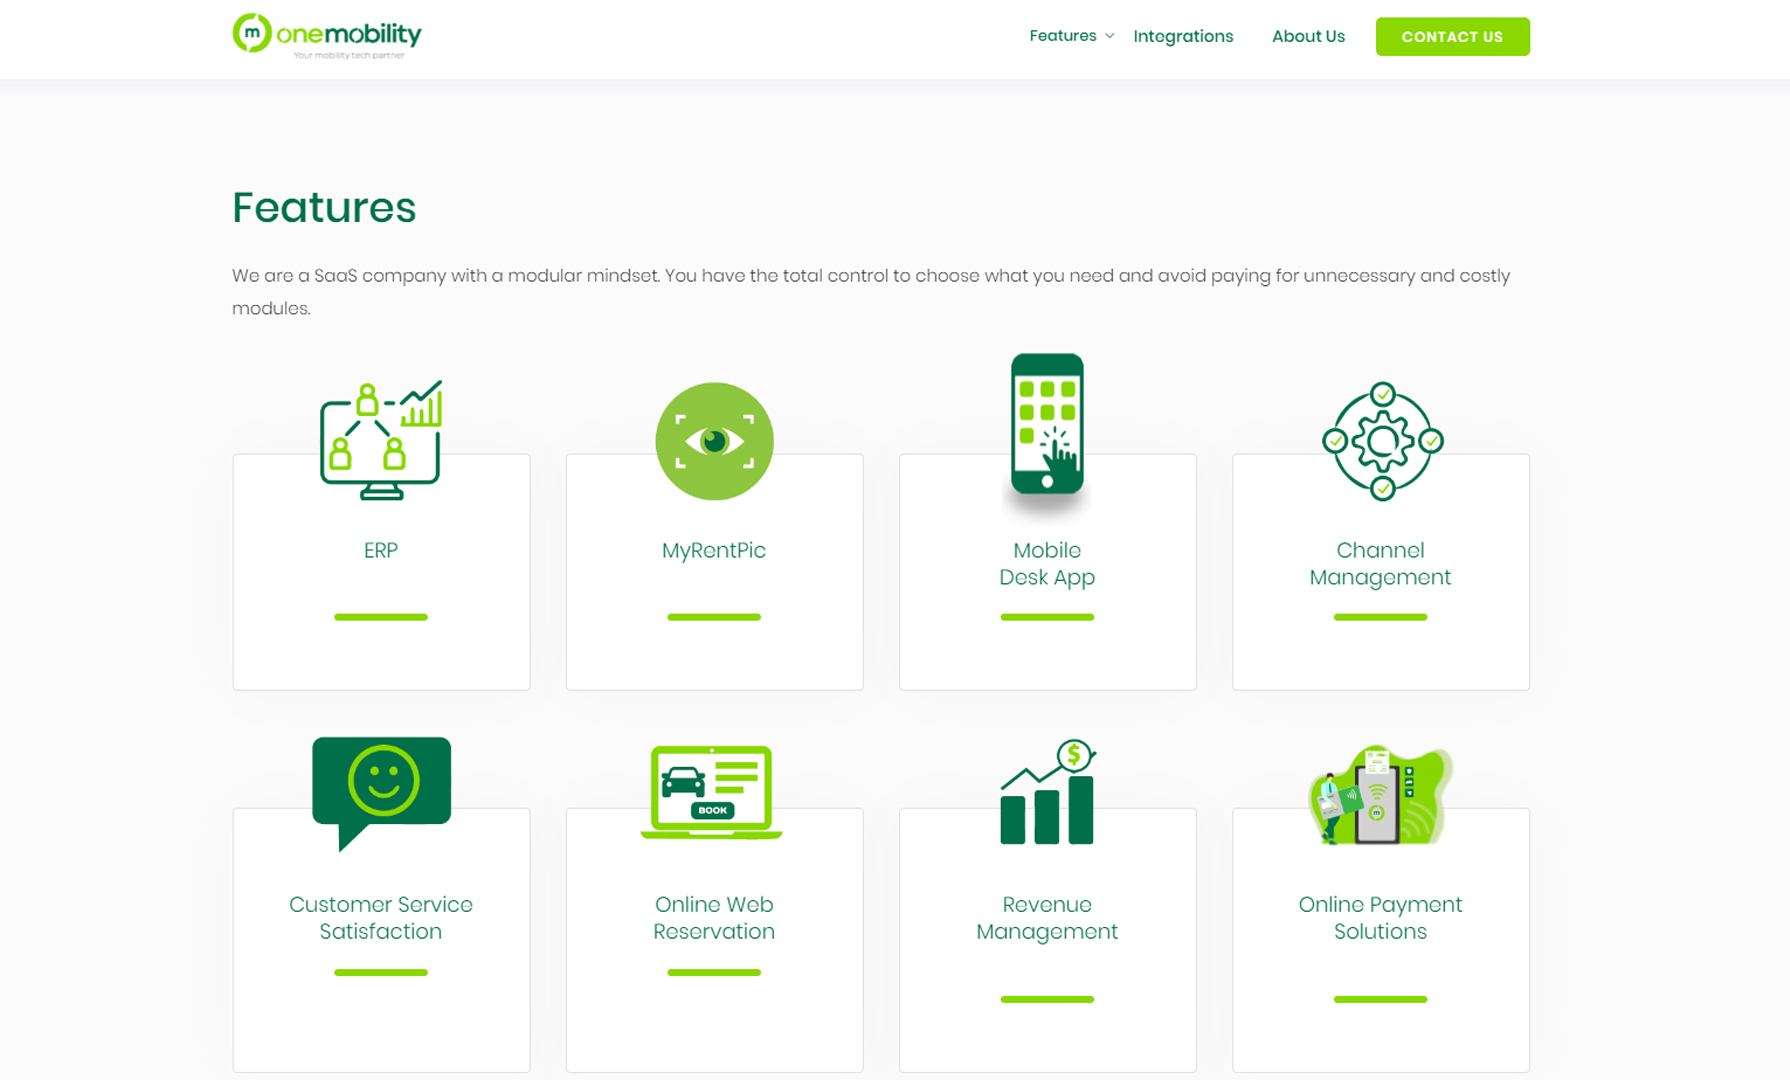 m onemobility
Your mobility tech partner
Features
Integrations
About Us
CONTACT US
Features
We are a SaaS company with a modular mindset. You have the total control to choose what you need and avoid paying for unnecessary and costly
modules.
ERP
MyRentPic
Mobile
Desk App
Channel
Management
$
BOOK
m
Customer Service
Satisfaction
Online Web
Reservation
Revenue
Management
Online Payment
Solutions